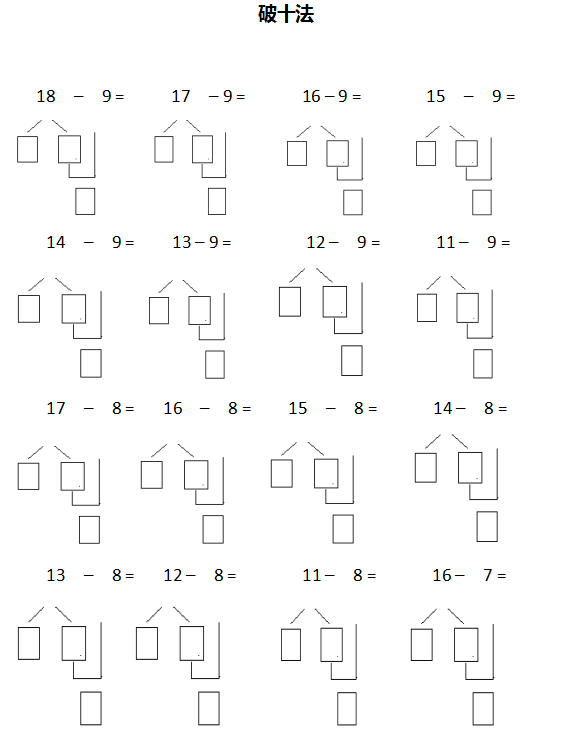 破十法
18 － 9＝ 17 －9＝ 16－9＝ 15 － 9＝
14 － 9＝ 13－9＝ 12－ 9＝ 11－ 9＝
17 － 8＝ 16 － 8＝ 15 － 8＝ 14－ 8＝
13 － 8＝ 12－ 8＝ 11－ 8＝ 16－ 7＝